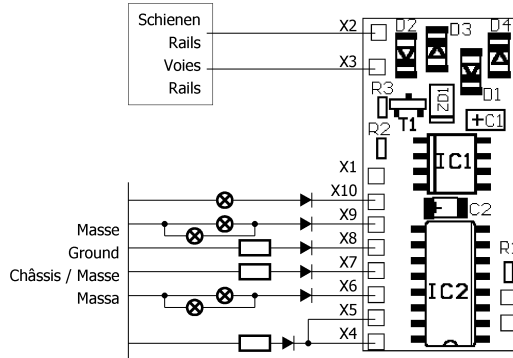 Schienen
Rails
Voies
Rails
X2
X3
D2
D3
D4
D1
R3
T1
ZD1
+C1
R2
X1
IC1
X10
C2
X9
Masse
Ground
X8
Châssis / Masse
X7
Massa
X6
IC2
X5
X4